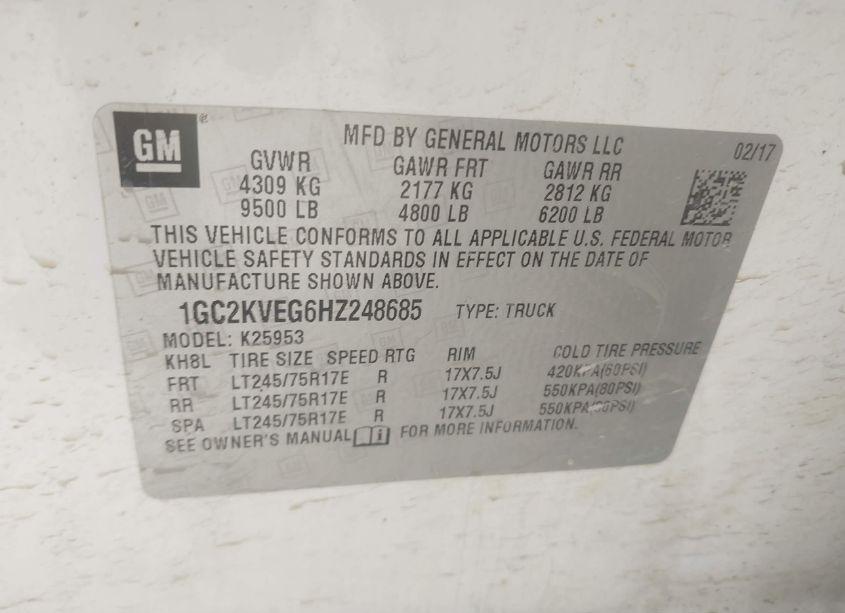 GM ®
MFD BY GENERAL MOTORS LLC 02/17
GVWR GAWR FRT GAWR RR
4309 KG 2177 KG 2812 KG
9500 LB 4800 LB 6200 LB
THIS VEHICLE CONFORMS TO ALL APPLICABLE U.S. FEDERAL MOTOR
VEHICLE SAFETY STANDARDS IN EFFECT ON THE DATE OF
MANUFACTURE SHOWN ABOVE.
1GC2KVEG6HZ248685 TYPE: TRUCK
MODEL: K25953
KH8L TIRE SIZE SPEED RTG RIM COLD TIRE PRESSURE
FRT LT245/75R17E R 17X7.5J 420KPA(60PSI)
RR LT245/75R17E R 17X7.5J 550KPA(80PSI)
SPA LT245/75R17E R 17X7.5J 550KPA(80PSI)
SEE OWNER'S MANUAL FOR MORE INFORMATION.